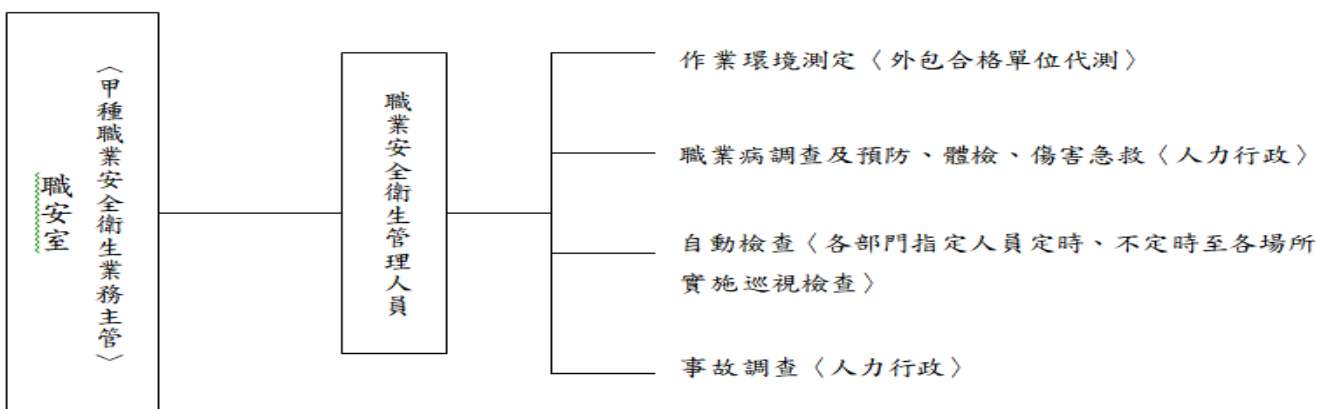 職安室
〈甲種職業安全衛生業務主管〉
職業安全衛生管理人員
作業環境測定〈外包合格單位代測〉
職業病調查及預防、體檢、傷害急救〈人力行政〉
自動檢查〈各部門指定人員定時、不定時至各場所
實施巡視檢查〉
事故調查〈人力行政〉